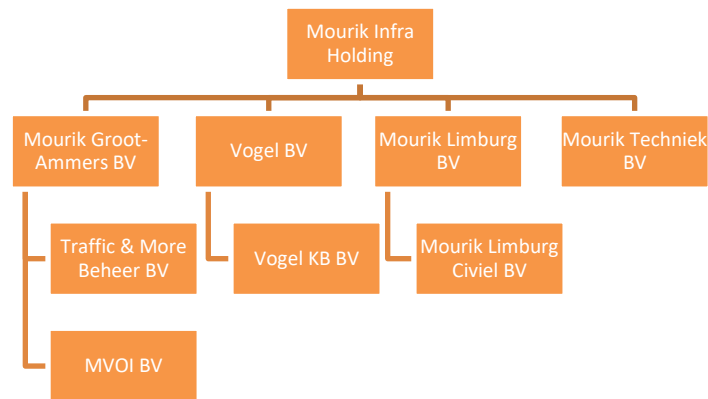 Mourik Infra
Holding
Mourik Groot-
Ammers BV
Vogel BV
Mourik Limburg
BV
Mourik Techniek
BV
Traffic & More
Beheer BV
Vogel KB BV
Mourik Limburg
Civiel BV
MVOI BV